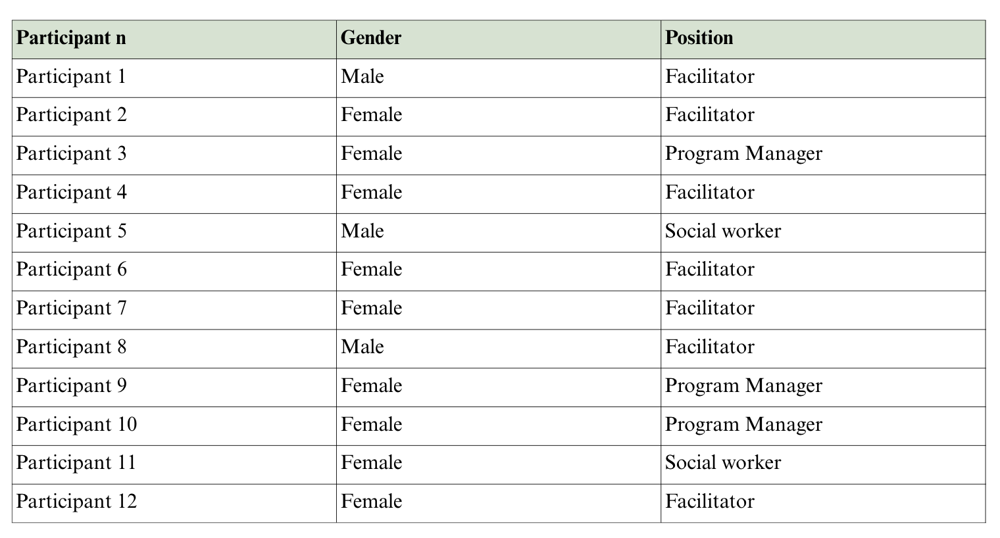 Participant n Gender Position
Participant 1 Male Facilitator
Participant 2 Female Facilitator
Participant 3 Female Program Manager
Participant 4 Female Facilitator
Participant 5 Male Social worker
Participant 6 Female Facilitator
Participant 7 Female Facilitator
Participant 8 Male Facilitator
Participant 9 Female Program Manager
Participant 10 Female Program Manager
Participant 11 Female Social worker
Participant 12 Female Facilitator